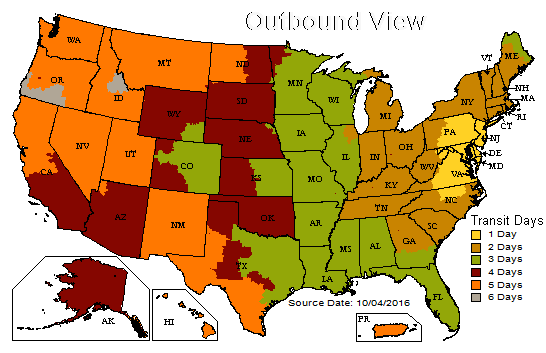 Outbound View
WA
MT
ND
OR
ID
MN
WI
MI
NY
VT
ME
NH
MA
RI
CT
NJ
DE
MD
SD
WY
NE
IA
IL
IN
OH
PA
WV
VA
NV
UT
CO
KS
MO
KY
CA
AZ
NM
OK
AR
TN
NC
SC
GA
TX
LA
MS
AL
FL
AK
HI
PR
Transit Days
1 Day
2 Days
3 Days
4 Days
5 Days
6 Days
Source Date: 10/04/2016